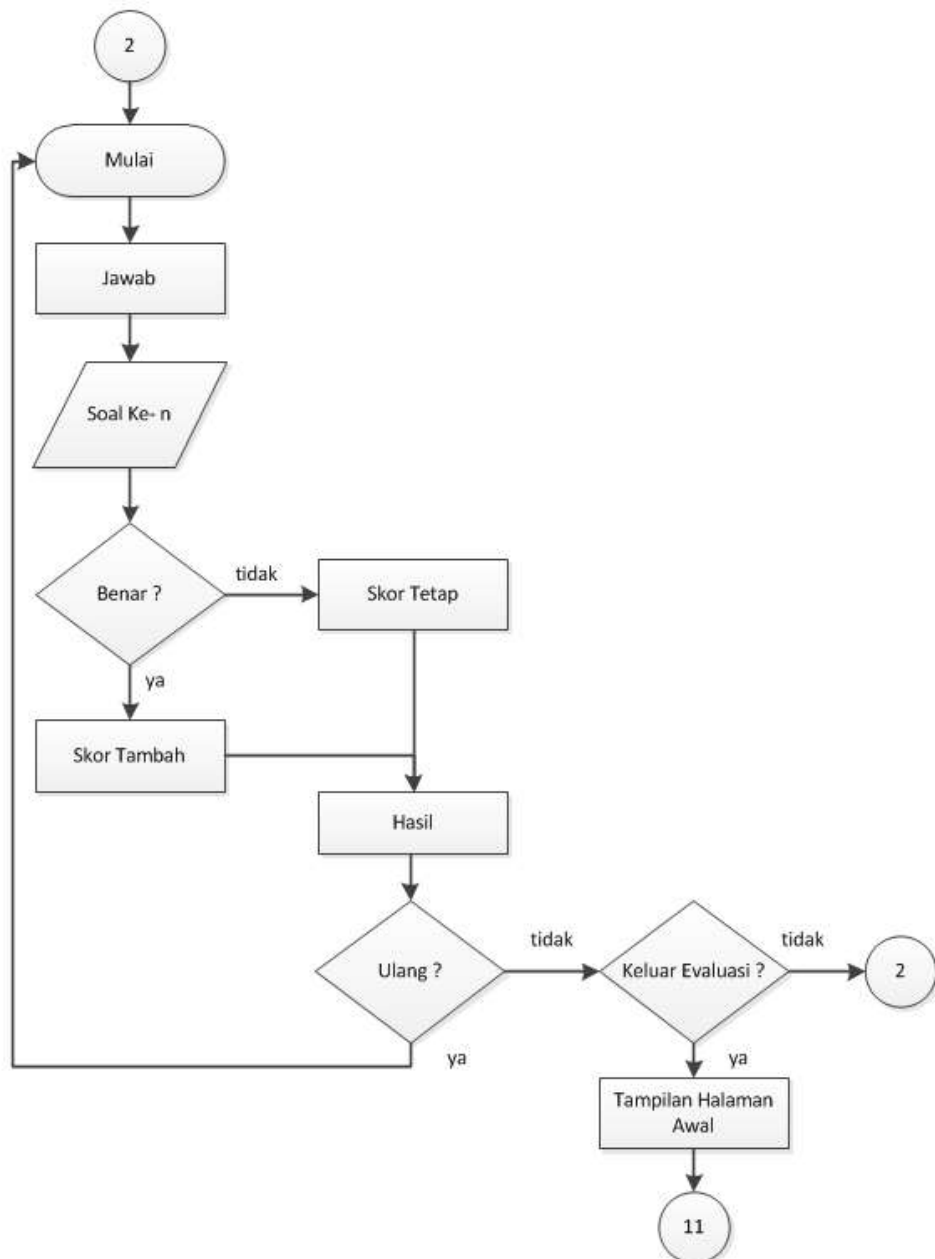 2
Mulai
Jawab
Soal Ke- n
Benar ?
tidak
Skor Tetap
ya
Skor Tambah
Hasil
Ulang ?
tidak
Keluar Evaluasi ?
tidak
2
ya
ya
Tampilan Halaman
Awal
11